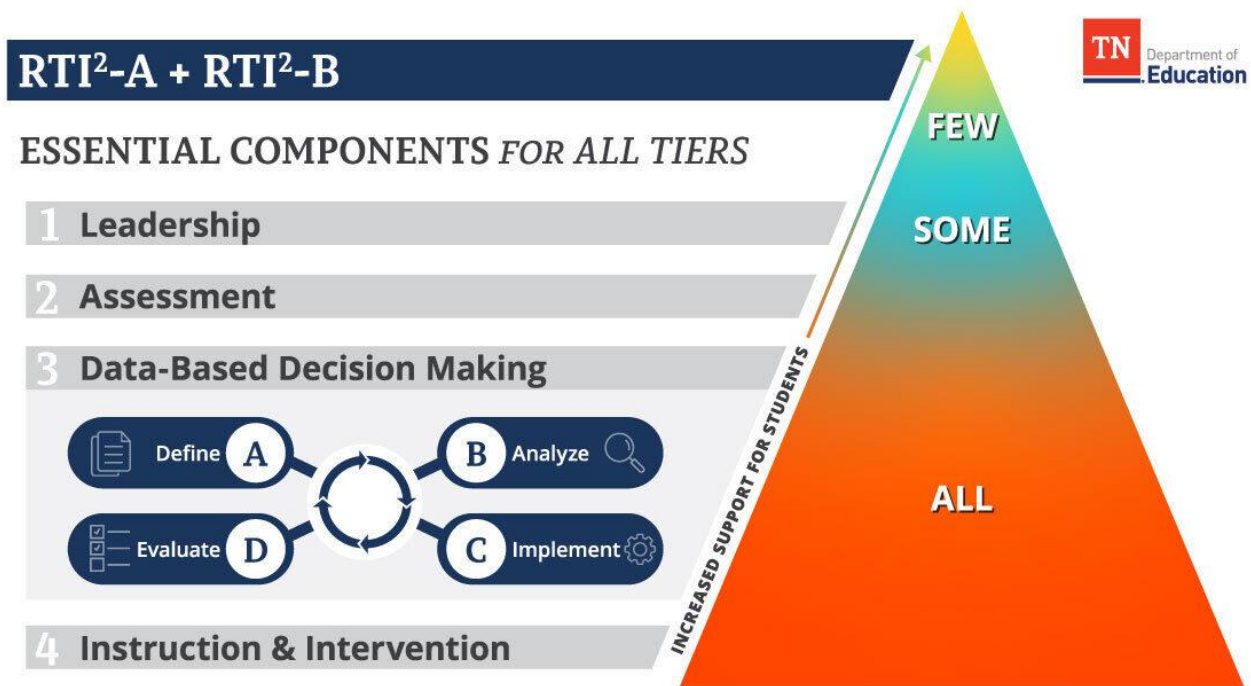 RTI²-A + RTI²-B
TN
Department of
Education
ESSENTIAL COMPONENTS FOR ALL TIERS
1 Leadership
2 Assessment
3 Data-Based Decision Making
Define A
B Analyze
Evaluate D
C Implement
4 Instruction & Intervention
INCREASED SUPPORT FOR STUDENTS
FEW
SOME
ALL